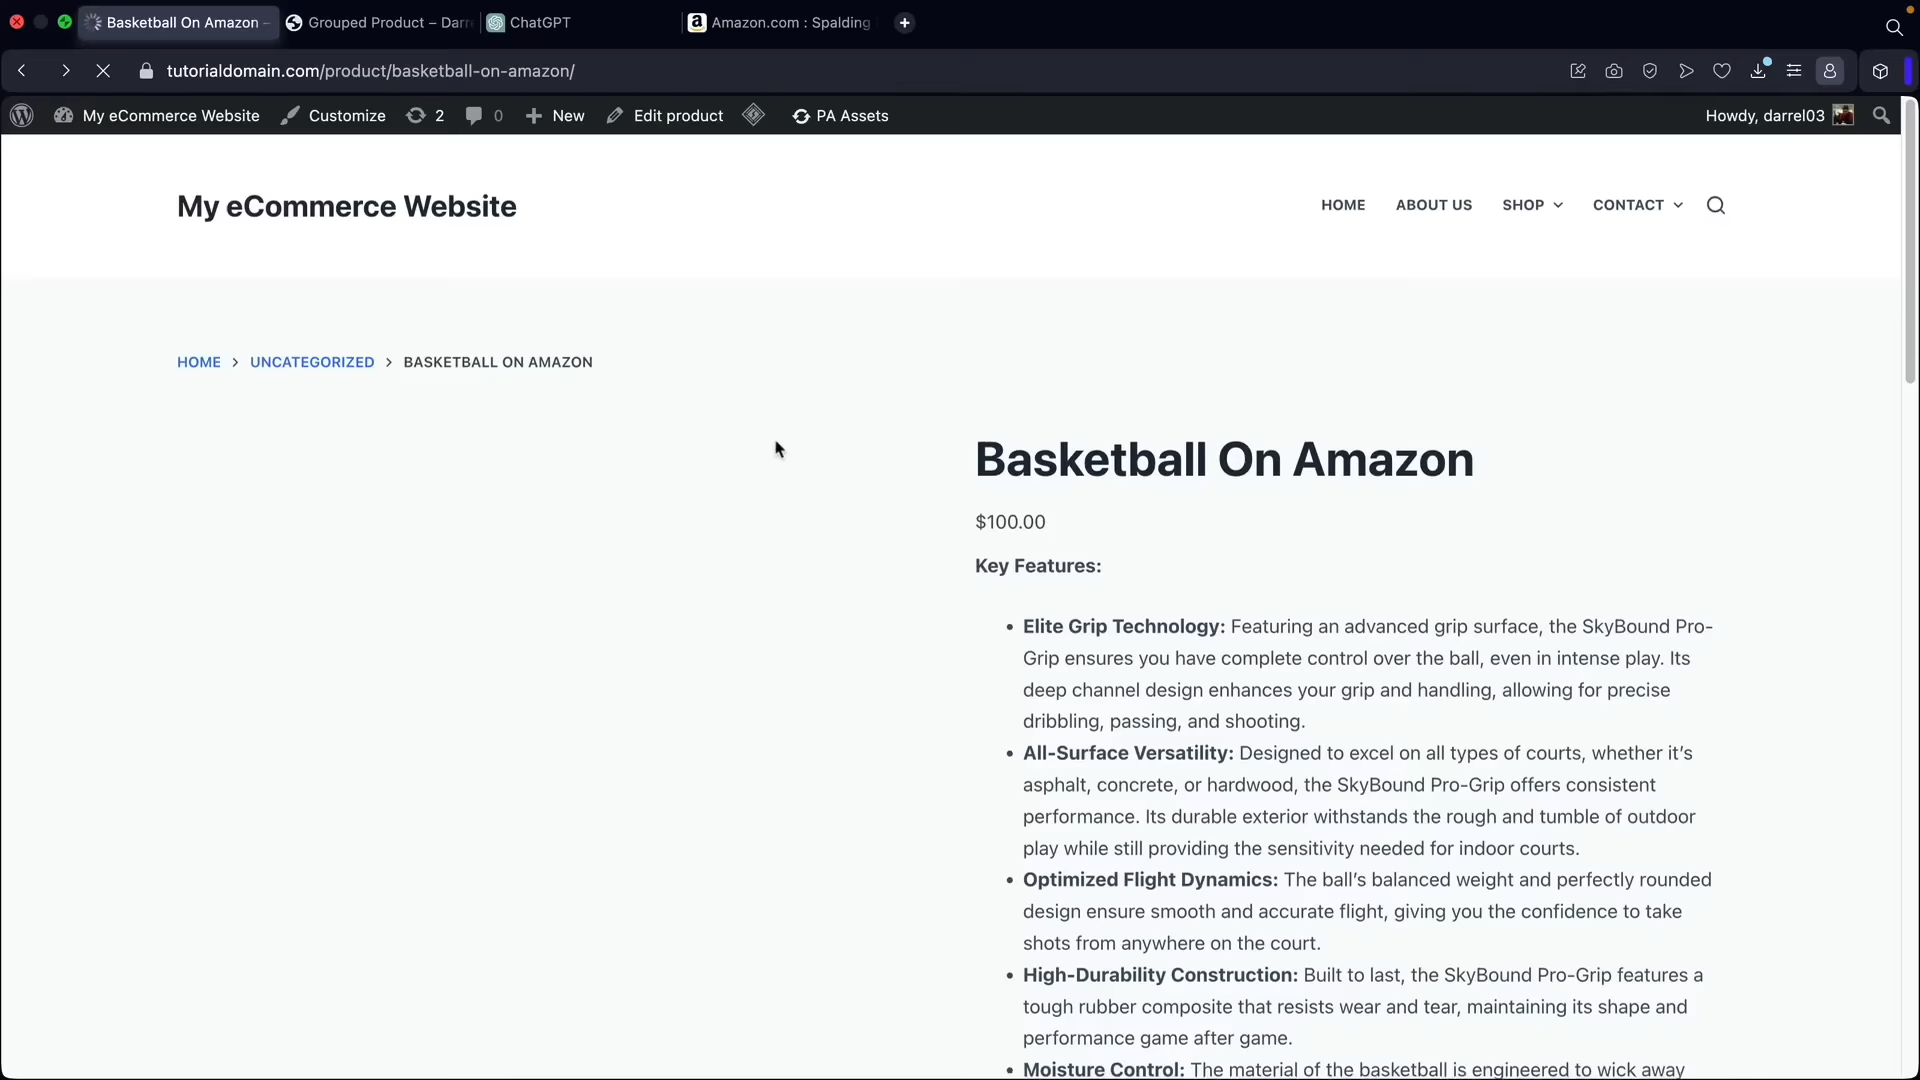 Basketball On Amazon –
Grouped Product – Darre
ChatGPT
Amazon.com : Spalding
tutorialdomain.com/product/basketball-on-amazon/
My eCommerce Website
Customize
2
0
New
Edit product
PA Assets
Howdy, darrel03
My eCommerce Website
HOME
ABOUT US
SHOP
CONTACT
HOME > UNCATEGORIZED > BASKETBALL ON AMAZON
Basketball On Amazon
$100.00
Key Features:
• Elite Grip Technology: Featuring an advanced grip surface, the SkyBound Pro-
Grip ensures you have complete control over the ball, even in intense play. Its
deep channel design enhances your grip and handling, allowing for precise
dribbling, passing, and shooting.
• All-Surface Versatility: Designed to excel on all types of courts, whether it’s
asphalt, concrete, or hardwood, the SkyBound Pro-Grip offers consistent
performance. Its durable exterior withstands the rough and tumble of outdoor
play while still providing the sensitivity needed for indoor courts.
• Optimized Flight Dynamics: The ball’s balanced weight and perfectly rounded
design ensure smooth and accurate flight, giving you the confidence to take
shots from anywhere on the court.
• High-Durability Construction: Built to last, the SkyBound Pro-Grip features a
tough rubber composite that resists wear and tear, maintaining its shape and
performance game after game.
• Moisture Control: The material of the basketball is engineered to wick away